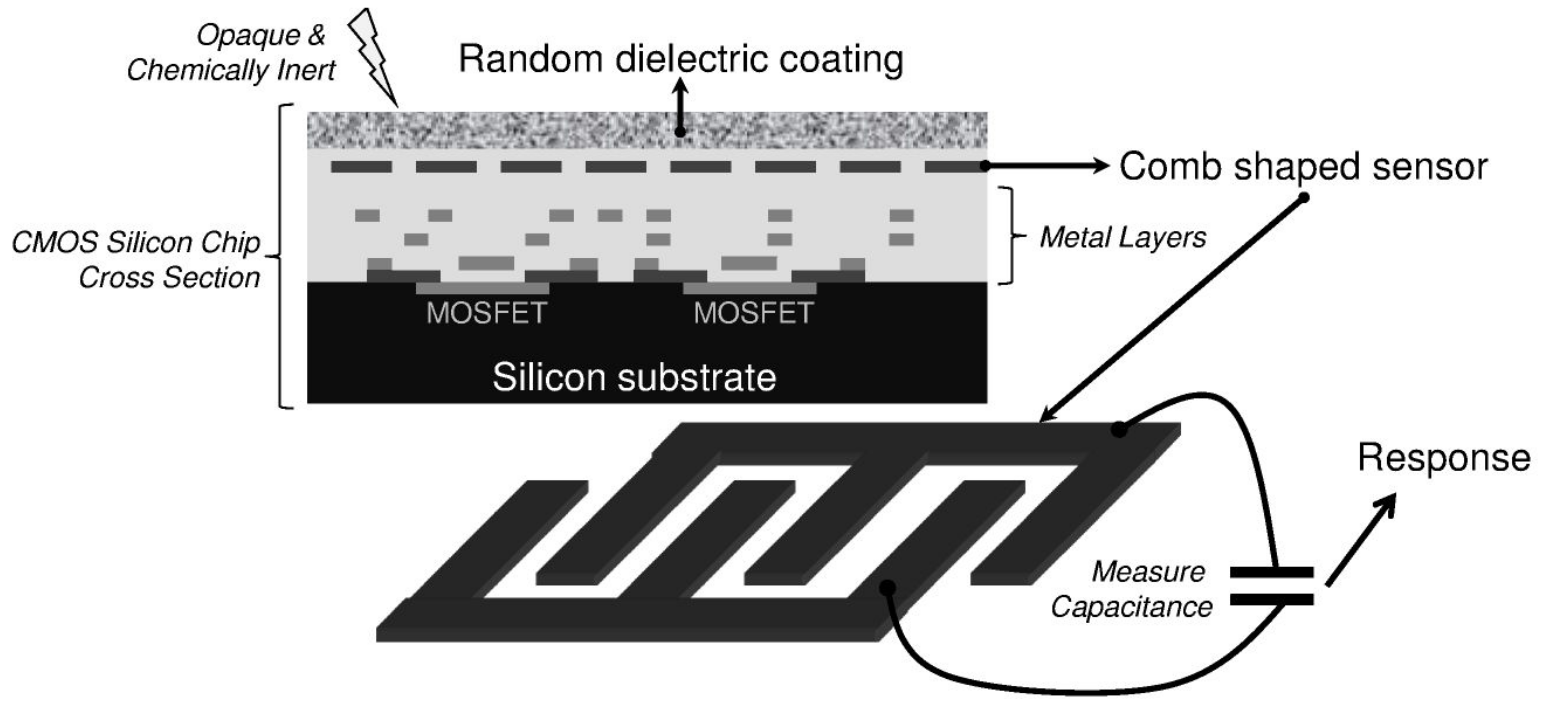 Opaque &
Chemically Inert
Random dielectric coating
Comb shaped sensor
CMOS Silicon Chip
Cross Section
Metal Layers
MOSFET MOSFET
Silicon substrate
Response
Measure
Capacitance